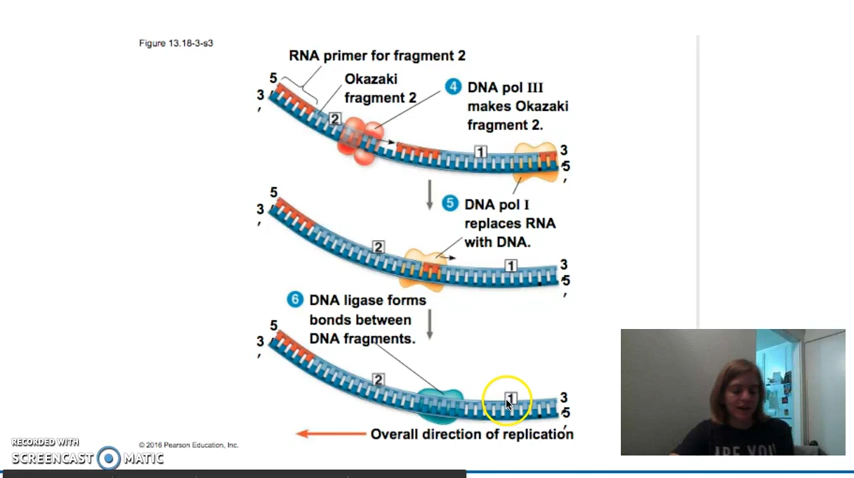 Figure 13.18-3-s3
RNA primer for fragment 2
5
Okazaki
fragment 2
3
,
2
4
DNA pol III
makes Okazaki
fragment 2.
1
3
5
,
5
DNA pol I
replaces RNA
with DNA.
5
3
,
2
1
3
5
,
6
DNA ligase forms
bonds between
DNA fragments.
5
3
,
2
1
3
5
,
Overall direction of replication
© 2016 Pearson Education, Inc.
RECORDED WITH
SCREENCAST MATIC
ARE YOU